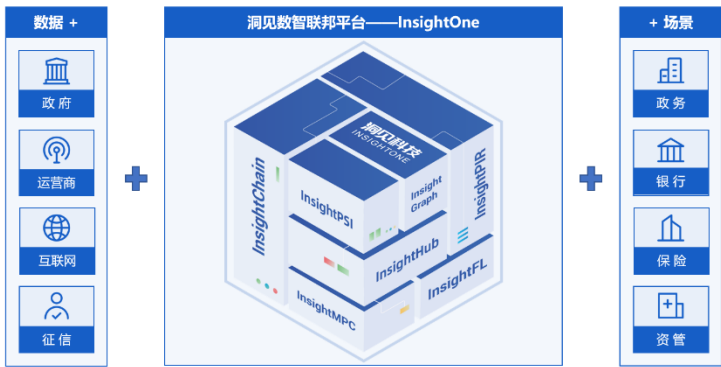 数据 +
政府
运营商
互联网
征信
洞见数智联邦平台——InsightOne
洞见科技
INSIGHTONE
InsightChain
InsightPSI
Insight
Graph
InsightPIR
InsightHub
InsightFL
InsightMPC
+ 场景
政务
银行
保险
资管